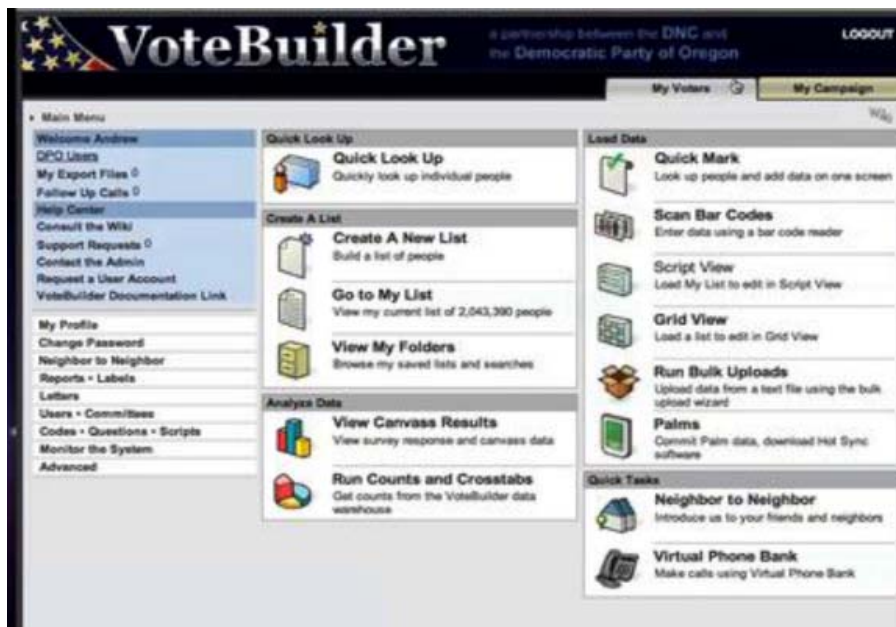 VoteBuilder
a partnership between the DNC and
the Democratic Party of Oregon
LOGOUT
My Voters
My Campaign
Main Menu
Welcome Andrew
DPO Users
My Export Files 0
Follow Up Calls 0
Help Center
Consult the Wiki
Support Requests 0
Contact the Admin
Request a User Account
VoteBuilder Documentation Link
My Profile
Change Password
Neighbor to Neighbor
Reports • Labels
Letters
Users • Committees
Codes • Questions • Scripts
Monitor the System
Advanced
Quick Look Up
Quick Look Up
Quickly look up individual people
Create A List
Create A New List
Build a list of people
Go to My List
View my current list of 2,043,390 people
View My Folders
Browse my saved lists and searches
Analyze Data
View Canvass Results
View survey response and canvass data
Run Counts and Crosstabs
Get counts from the VoteBuilder data
warehouse
Load Data
Quick Mark
Look up people and add data on one screen
Scan Bar Codes
Enter data using a bar code reader
Script View
Load My List to edit in Script View
Grid View
Load a list to edit in Grid View
Run Bulk Uploads
Upload data from a text file using the bulk
upload wizard
Palms
Commit Palm data, download Hot Sync
software
Quick Tasks
Neighbor to Neighbor
Introduce us to your friends and neighbors
Virtual Phone Bank
Make calls using Virtual Phone Bank